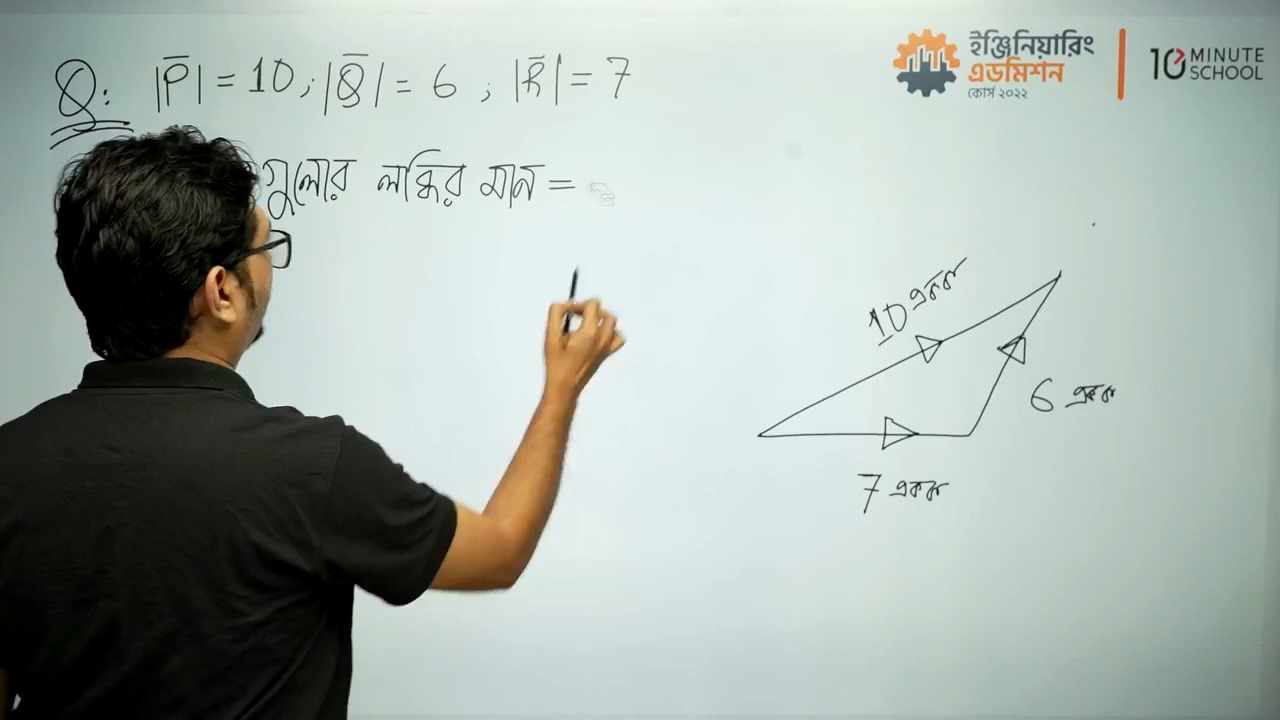 Q: |P̅| = 10 ; |Q̅| = 6 ; |R̅| = 7
গুলোর লব্ধির মান =
10 একক
6 একক
7 একক
ইঞ্জিনিয়ারিং
এডমিশন
কোর্স ২০২২
10 MINUTE
SCHOOL